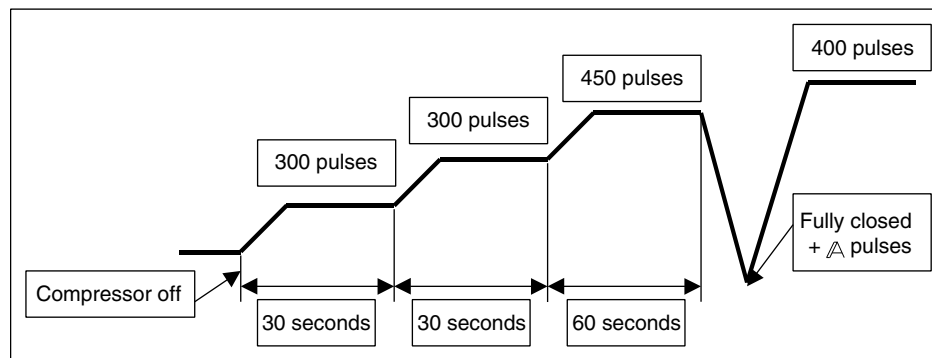 400 pulses
450 pulses
300 pulses
300 pulses
Fully closed
+ 𝔸 pulses
Compressor off
30 seconds
30 seconds
60 seconds